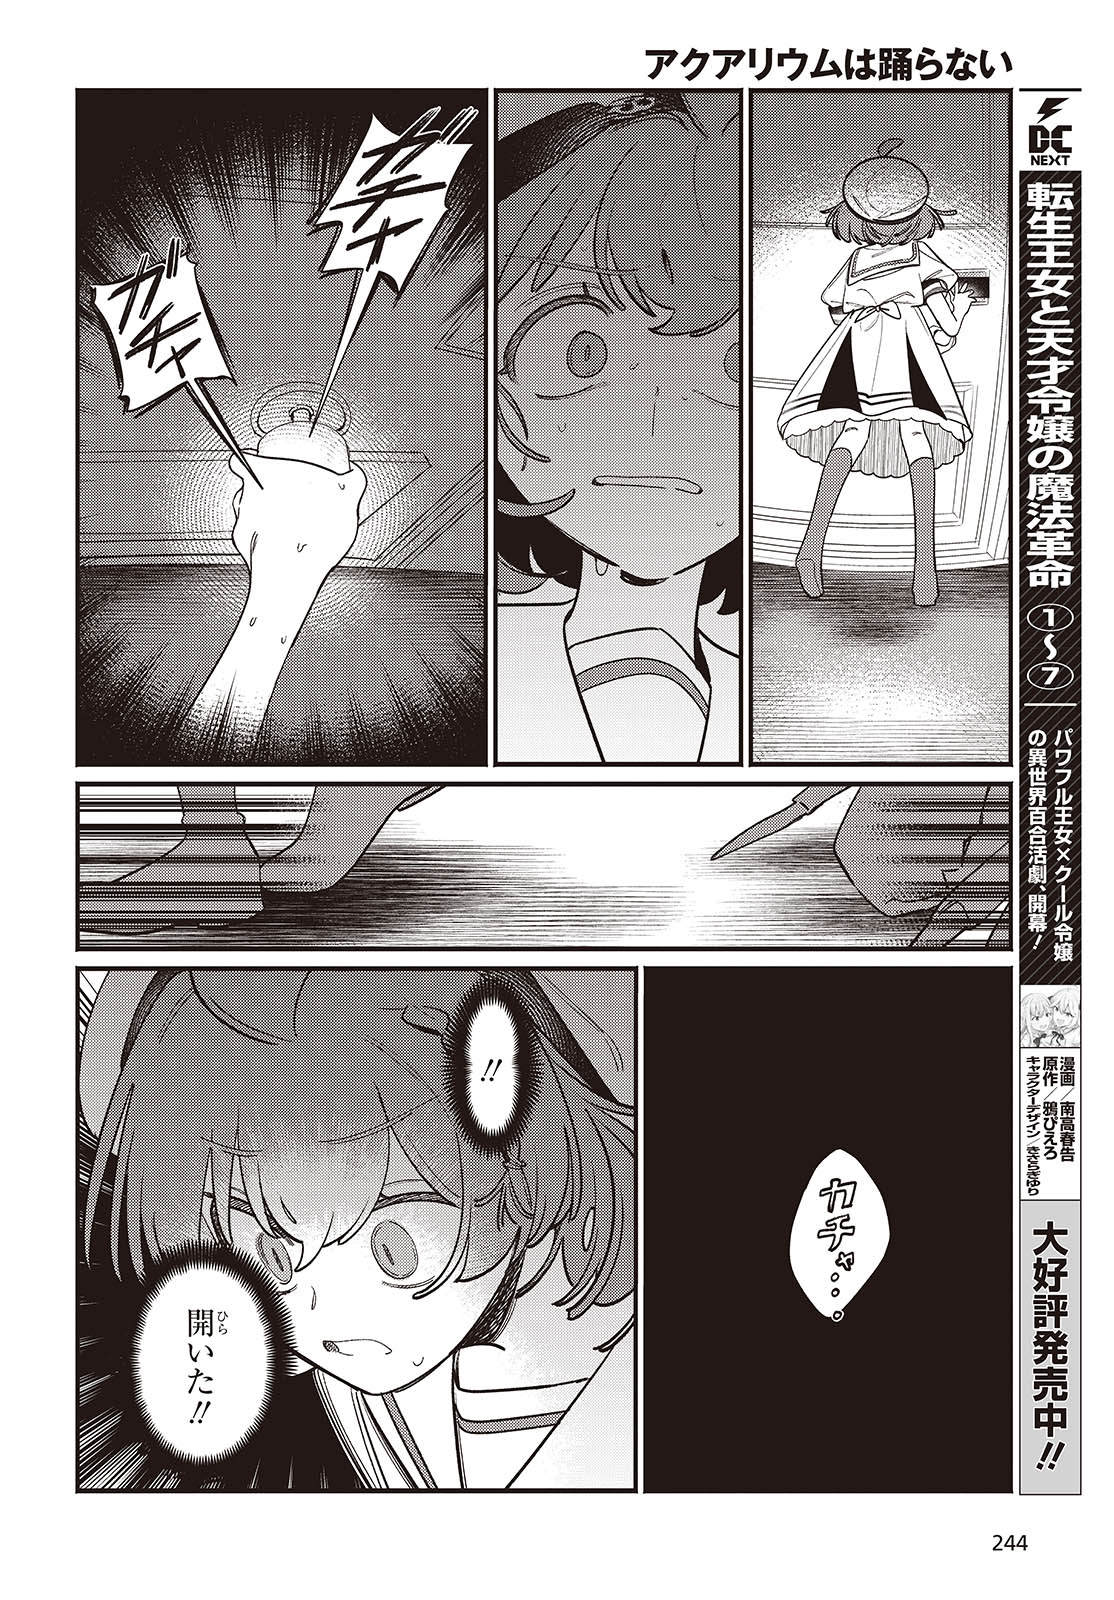 アクアリウムは踊らない
DC
NEXT
転生王女と天才令嬢の魔法革命 ①〜⑦
パワフル王女×クール令嬢
の異世界百合活劇、開幕!
漫画/南高春告
原作/鴉ぴえろ
キャラクターデザイン/きさらぎゆり
大好評発売中!!
ガチャ
ガチャ
カチャ...
!!
開いた!!
ひら
244